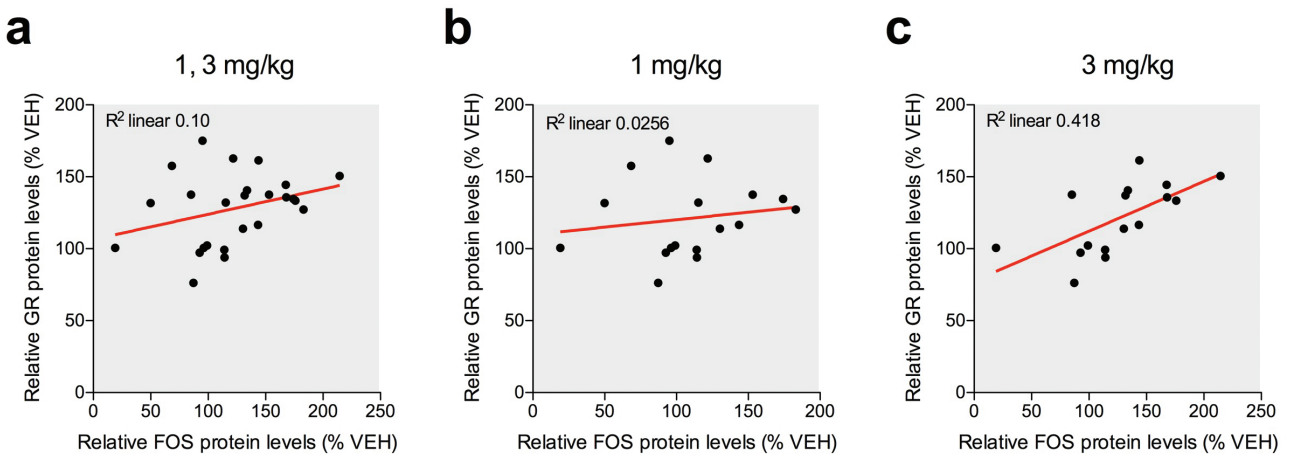 a
1, 3 mg/kg
Relative GR protein levels (% VEH)
200
150
100
50
0
R² linear 0.10
0 50 100 150 200 250
Relative FOS protein levels (% VEH)
b
1 mg/kg
Relative GR protein levels (% VEH)
200
150
100
50
0
R² linear 0.0256
0 50 100 150 200
Relative FOS protein levels (% VEH)
c
3 mg/kg
Relative GR protein levels (% VEH)
200
150
100
50
0
R² linear 0.418
0 50 100 150 200 250
Relative FOS protein levels (% VEH)